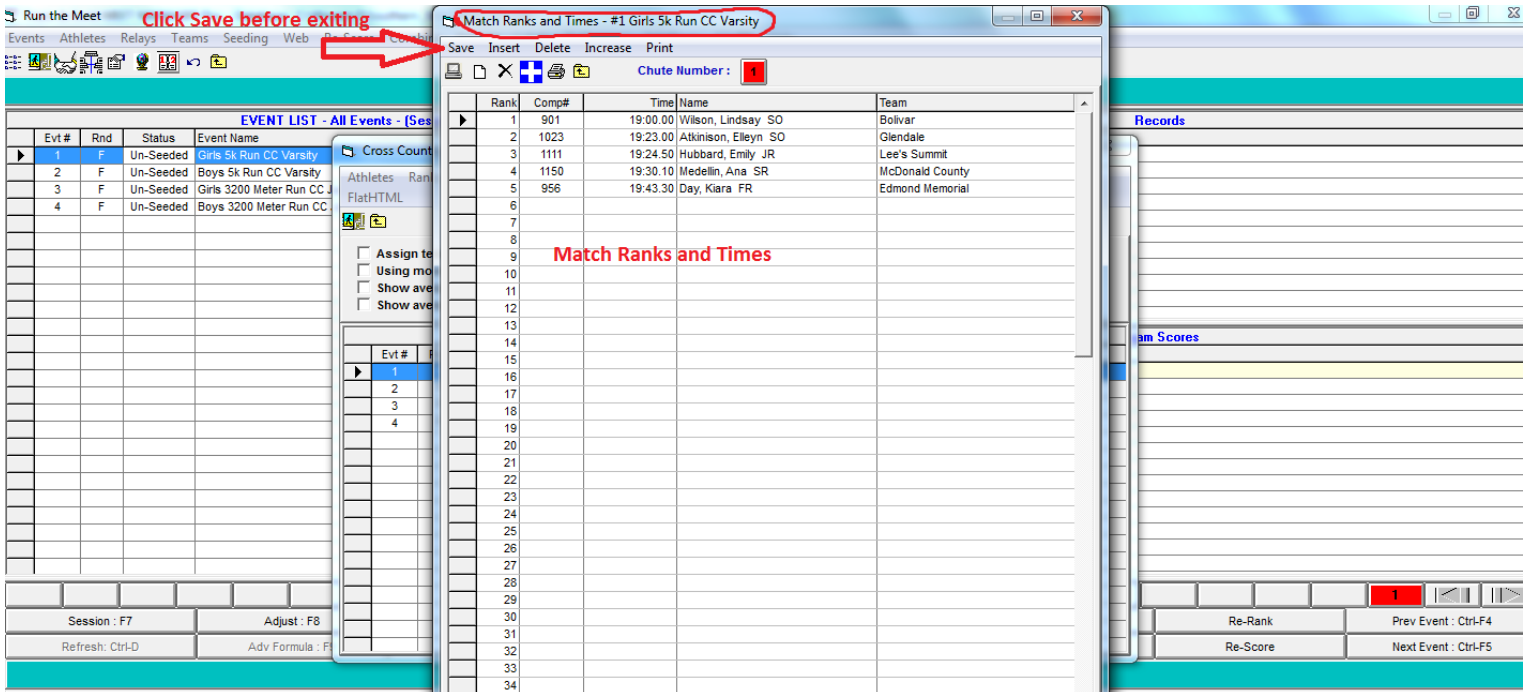 Run the Meet
Click Save before exiting
Match Ranks and Times - #1 Girls 5k Run CC Varsity
Events Athletes Relays Teams Seeding Web
Save Insert Delete Increase Print
Chute Number : 1
EVENT LIST - All Events - (Ses
Records
Evt # Rnd Status Event Name
1 F Un-Seeded Girls 5k Run CC Varsity
2 F Un-Seeded Boys 5k Run CC Varsity
3 F Un-Seeded Girls 3200 Meter Run CC J
4 F Un-Seeded Boys 3200 Meter Run CC
Cross Count
Athletes Rank
FlatHTML
Assign te
Using mo
Show ave
Show ave
Evt #
1
2
3
4
Rank Comp# Time Name Team
1 901 19:00.00 Wilson, Lindsay SO Bolivar
2 1023 19:23.00 Atkinison, Elleyn SO Glendale
3 1111 19:24.50 Hubbard, Emily JR Lee's Summit
4 1150 19:30.10 Medellin, Ana SR McDonald County
5 956 19:43.30 Day, Kiara FR Edmond Memorial
6
7
8
9
Match Ranks and Times
10
11
12
13
14
15
16
17
18
19
20
21
22
23
24
25
26
27
28
29
30
31
32
33
34
am Scores
1
Session : F7 Adjust : F8 Re-Rank Prev Event : Ctrl-F4
Refresh: Ctrl-D Adv Formula : F9 Re-Score Next Event : Ctrl-F5